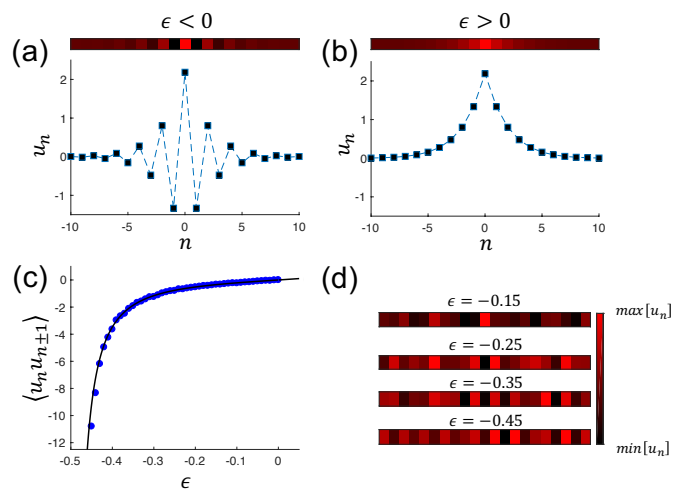 ϵ < 0
ϵ > 0
(a)
(b)
2
1
0
-1
u_n
-10
-5
0
5
10
n
2
1
0
-1
u_n
-10
-5
0
5
10
n
(c)
0
-2
-4
-6
-8
-10
-12
⟨u_n u_{n±1}⟩
-0.5
-0.4
-0.3
-0.2
-0.1
0
ϵ
(d)
ϵ = −0.15
ϵ = −0.25
ϵ = −0.35
ϵ = −0.45
max[u_n]
min[u_n]